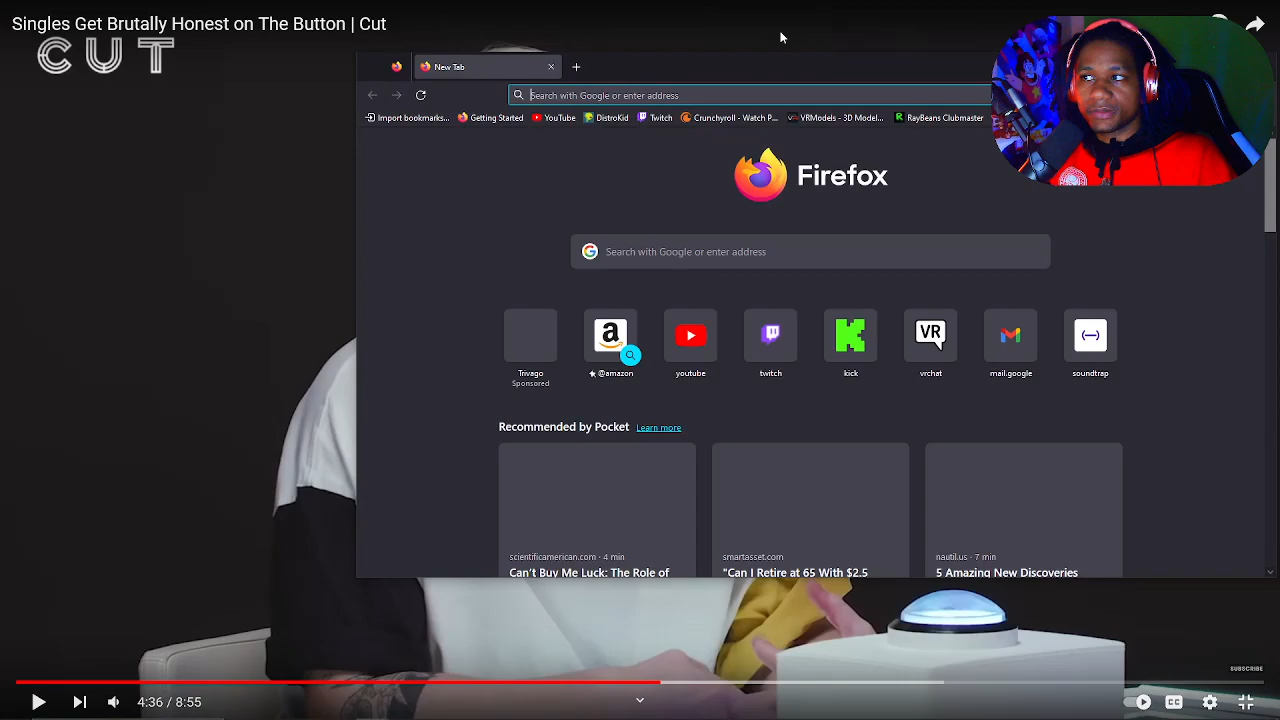 Singles Get Brutally Honest on The Button | Cut
CUT
New Tab
Search with Google or enter address
Import bookmarks...
Getting Started
YouTube
DistroKid
Twitch
Crunchyroll - Watch P...
VRModels - 3D Model...
RayBeans Clubmaster
Firefox
Search with Google or enter address
a
VR
Trivago
Sponsored
@amazon
youtube
twitch
kick
vrchat
mail.google
soundtrap
Recommended by Pocket
Learn more
scientificamerican.com · 4 min
Can't Buy Me Luck: The Role of
smartasset.com
"Can I Retire at 65 With $2.5
nautil.us · 7 min
5 Amazing New Discoveries
SUBSCRIBE
4:36 / 8:55
CC